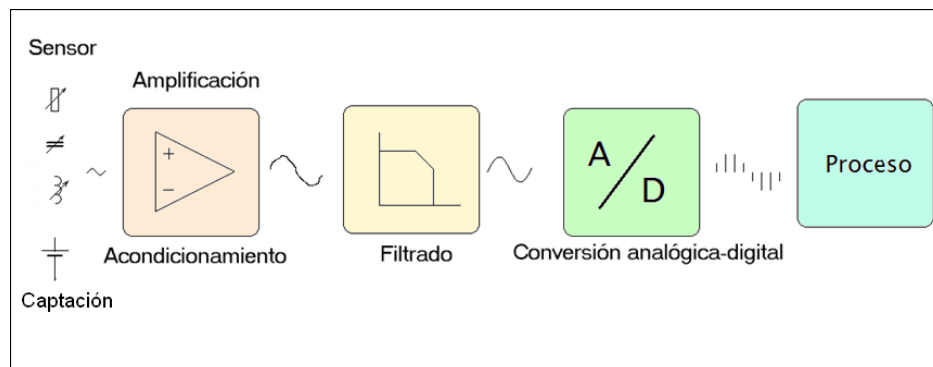 Sensor
Amplificación
+
−
Acondicionamiento
Filtrado
A
D
Conversión analógica-digital
Proceso
Captación